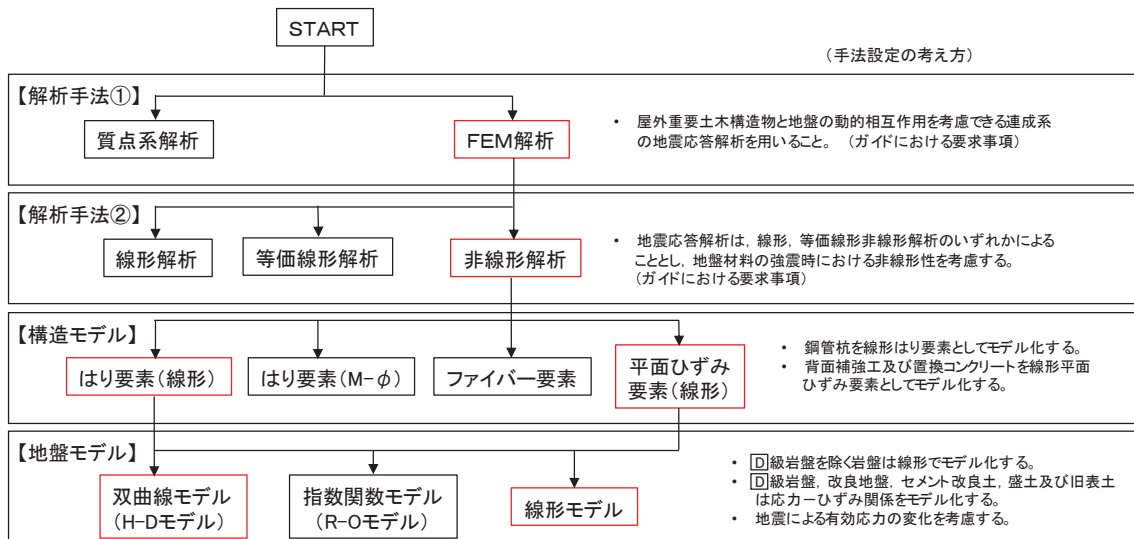 START
(手法設定の考え方)
【解析手法①】
質点系解析
FEM解析
・ 屋外重要土木構造物と地盤の動的相互作用を考慮できる連成系
の地震応答解析を用いること。 (ガイドにおける要求事項)
【解析手法②】
線形解析
等価線形解析
非線形解析
・ 地震応答解析は,線形,等価線形非線形解析のいずれかによる
こととし,地盤材料の強震時における非線形性を考慮する。
(ガイドにおける要求事項)
【構造モデル】
はり要素(線形)
はり要素(M-φ)
ファイバー要素
平面ひずみ
要素(線形)
・ 鋼管杭を線形はり要素としてモデル化する。
・ 背面補強工及び置換コンクリートを線形平面
ひずみ要素としてモデル化する。
【地盤モデル】
双曲線モデル
(H-Dモデル)
指数関数モデル
(R-Oモデル)
線形モデル
・ D級岩盤を除く岩盤は線形でモデル化する。
・ D級岩盤,改良地盤,セメント改良土,盛土及び旧表土
は応力ーひずみ関係をモデル化する。
・ 地震による有効応力の変化を考慮する。